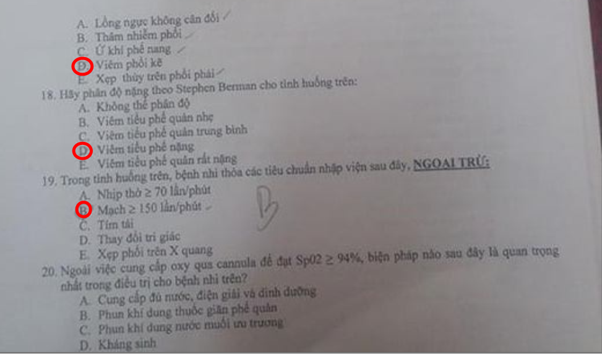 A. Lồng ngực không cân đối
B. Thâm nhiễm phổi
C. Ứ khí phế nang
D. Viêm phổi kẽ
E. Xẹp thùy trên phổi phải
18. Hãy phân độ nặng theo Stephen Berman cho tình huống trên:
A. Không thể phân độ
B. Viêm tiểu phế quản nhẹ
C. Viêm tiểu phế quản trung bình
D. Viêm tiểu phế nặng
E. Viêm tiểu phế quản rất nặng
19. Trong tình huống trên, bệnh nhi thỏa các tiêu chuẩn nhập viện sau đây, NGOẠI TRỪ:
A. Nhịp thở ≥ 70 lần/phút
B. Mạch ≥ 150 lần/phút
B
C. Tím tái
D. Thay đổi tri giác
E. Xẹp phổi trên X quang
20. Ngoài việc cung cấp oxy qua cannula để đạt Sp02 ≥ 94%, biện pháp nào sau đây là quan trọng
nhất trong điều trị cho bệnh nhi trên?
A. Cung cấp đủ nước, điện giải và dinh dưỡng
B. Phun khí dung thuốc giãn phế quản
C. Phun khí dung nước muối ưu trương
D. Kháng sinh